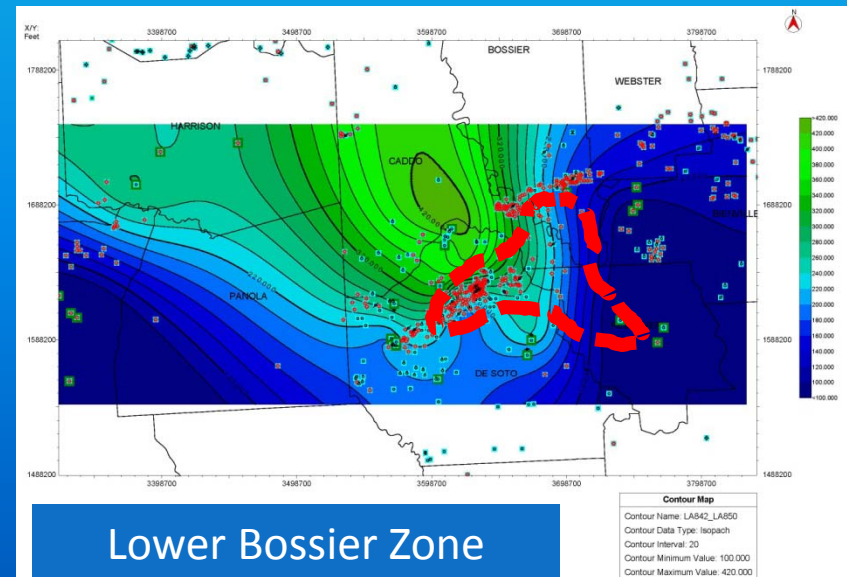 X/Y:
Feet
N
3398700 3498700 3598700 3698700 3798700
1788200 1788200
BOSSIER
WEBSTER
HARRISON
CADDO
1688200 1688200
PANOLA
1588200 1588200
DE SOTO
1488200 1488200
3398700 3498700 3598700 3698700 3798700
>420.000
420.000
400.000
380.000
360.000
340.000
320.000
300.000
280.000
260.000
240.000
220.000
200.000
180.000
160.000
140.000
120.000
100.000
<100.000
Contour Map
Contour Name: LA842_LA850
Contour Data Type: Isopach
Contour Interval: 20
Contour Minimum Value: 100.000
Contour Maximum Value: 420.000
Lower Bossier Zone